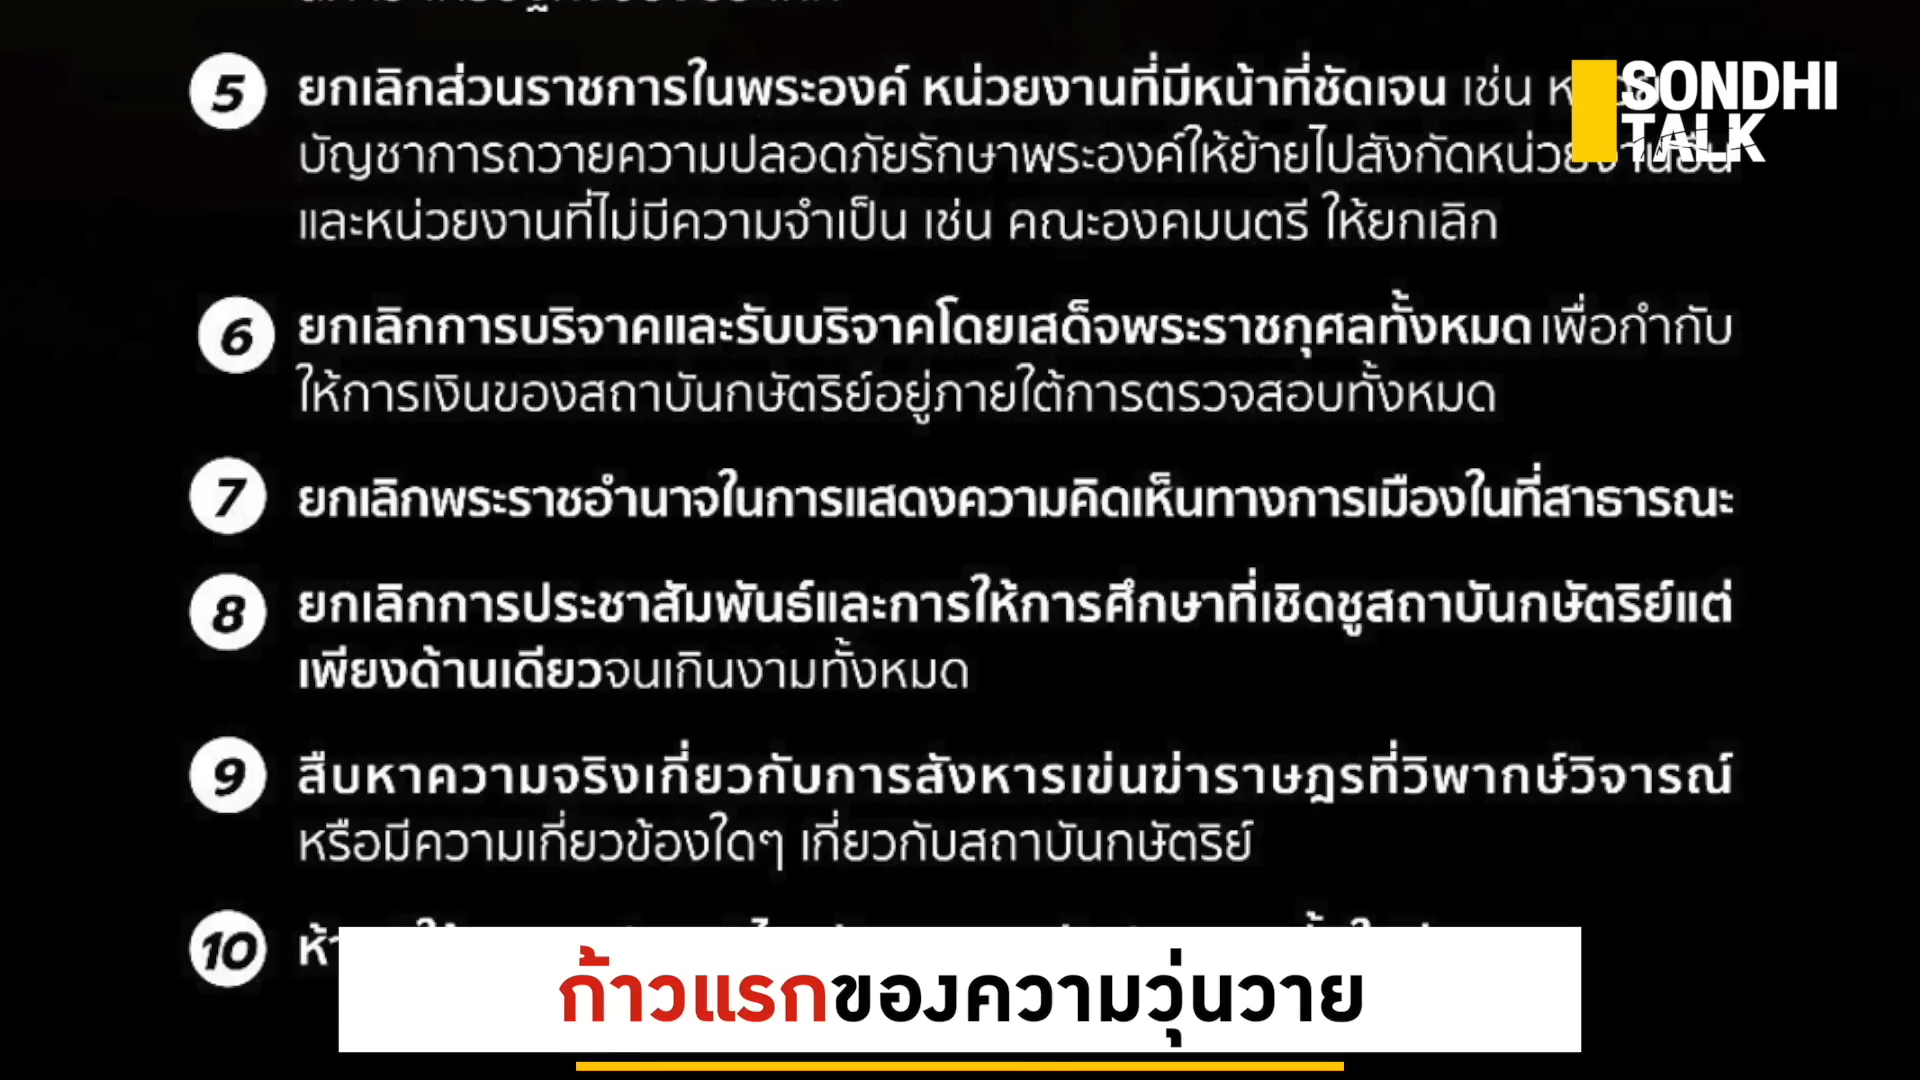 5 ยกเลิกส่วนราชการในพระองค์ หน่วยงานที่มีหน้าที่ชัดเจน เช่น
SONDHI
TALK
บัญชาการถวายความปลอดภัยรักษาพระองค์ให้ย้ายไปสังกัดหน่วยงานอื่น
และหน่วยงานที่ไม่มีความจำเป็น เช่น คณะองคมนตรี ให้ยกเลิก
6 ยกเลิกการบริจาคและรับบริจาคโดยเสด็จพระราชกุศลทั้งหมด เพื่อกำกับ
ให้การเงินของสถาบันกษัตริย์อยู่ภายใต้การตรวจสอบทั้งหมด
7 ยกเลิกพระราชอำนาจในการแสดงความคิดเห็นทางการเมืองในที่สาธารณะ
8 ยกเลิกการประชาสัมพันธ์และการให้การศึกษาที่เชิดชูสถาบันกษัตริย์แต่
เพียงด้านเดียวจนเกินงามทั้งหมด
9 สืบหาความจริงเกี่ยวกับการสังหารเข่นฆ่าราษฎรที่วิพากษ์วิจารณ์
หรือมีความเกี่ยวข้องใดๆ เกี่ยวกับสถาบันกษัตริย์
10
ก้าวแรกของความวุ่นวาย